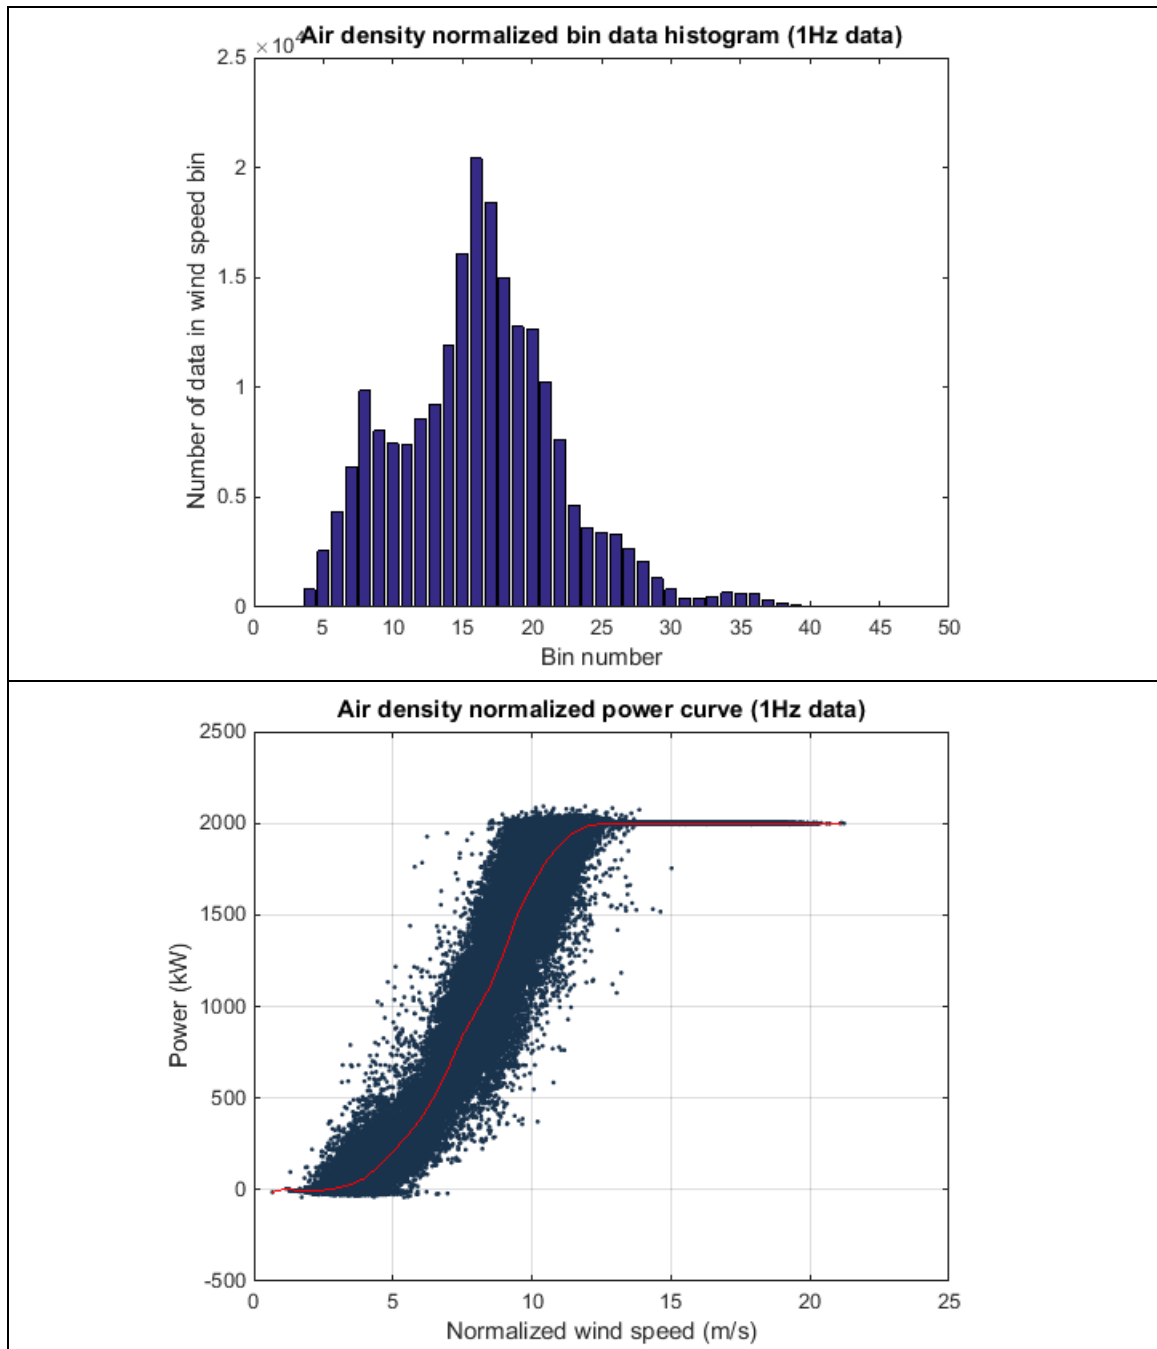 Air density normalized bin data histogram (1Hz data)
×10⁴
2.5
2
1.5
1
0.5
0
Number of data in wind speed bin
0 5 10 15 20 25 30 35 40 45 50
Bin number
Air density normalized power curve (1Hz data)
2500
2000
1500
1000
500
0
-500
Power (kW)
0 5 10 15 20 25
Normalized wind speed (m/s)